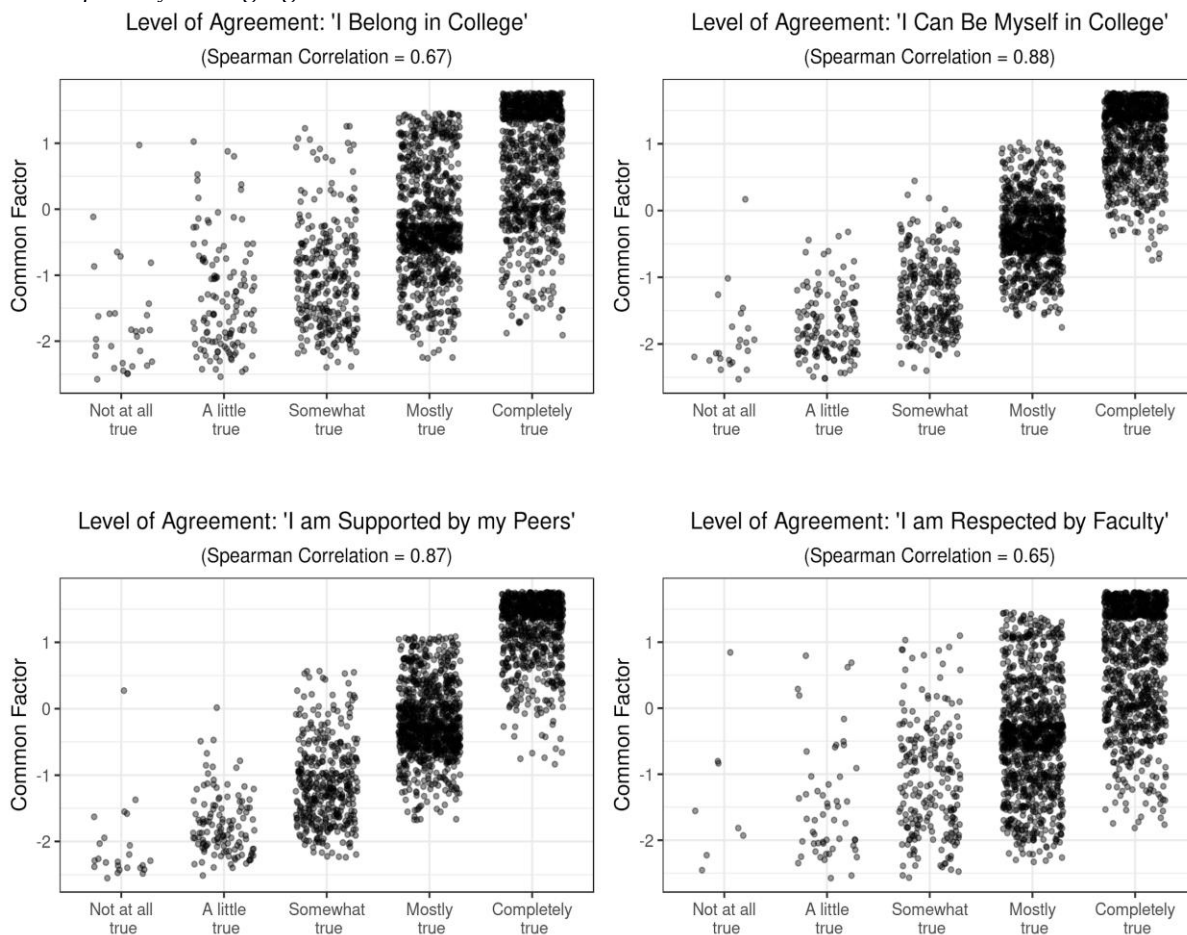 Level of Agreement: 'I Belong in College'
(Spearman Correlation = 0.67)
Common Factor
1
0
-1
-2
Not at all true
A little true
Somewhat true
Mostly true
Completely true
Level of Agreement: 'I Can Be Myself in College'
(Spearman Correlation = 0.88)
Common Factor
1
0
-1
-2
Not at all true
A little true
Somewhat true
Mostly true
Completely true
Level of Agreement: 'I am Supported by my Peers'
(Spearman Correlation = 0.87)
Common Factor
1
0
-1
-2
Not at all true
A little true
Somewhat true
Mostly true
Completely true
Level of Agreement: 'I am Respected by Faculty'
(Spearman Correlation = 0.65)
Common Factor
1
0
-1
-2
Not at all true
A little true
Somewhat true
Mostly true
Completely true